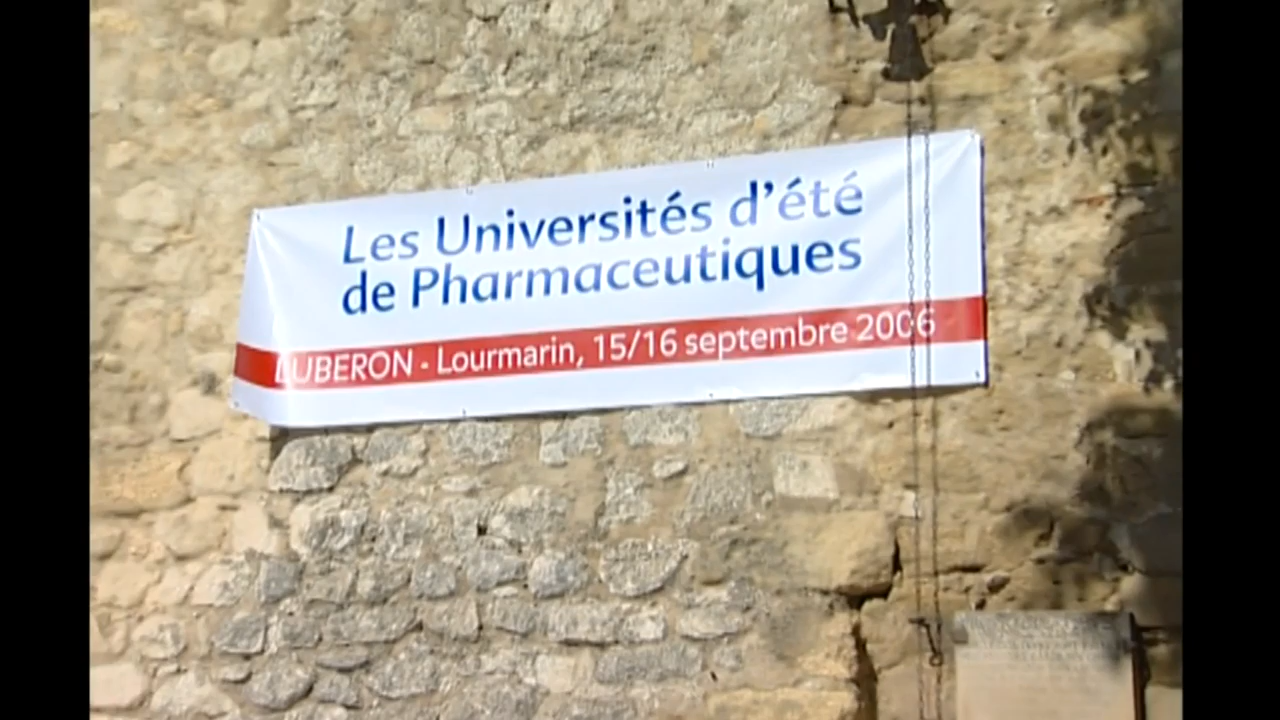 Les Universités d'été
de Pharmaceutiques
LUBERON - Lourmarin, 15/16 septembre 2006